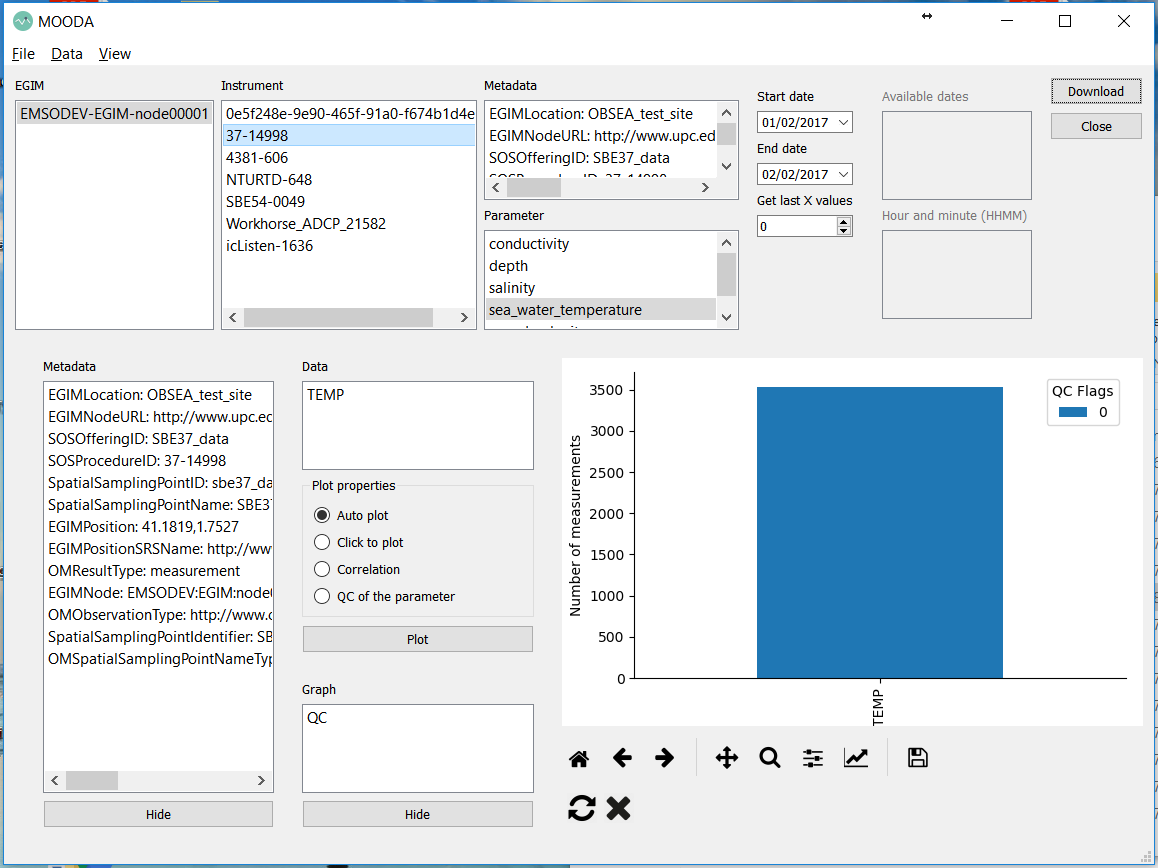 MOODA
File Data View
EGIM
EMSODEV-EGIM-node00001
Instrument
0e5f248e-9e90-465f-91a0-f674b1d4e
37-14998
4381-606
NTURTD-648
SBE54-0049
Workhorse_ADCP_21582
icListen-1636
Metadata
EGIMLocation: OBSEA_test_site
EGIMNodeURL: http://www.upc.ed
SOSOfferingID: SBE37_data
SOSProcedureID: 37-14998
Parameter
conductivity
depth
salinity
sea_water_temperature
Start date
01/02/2017
End date
02/02/2017
Get last X values
0
Available dates
Hour and minute (HHMM)
Download
Close
Metadata
EGIMLocation: OBSEA_test_site
EGIMNodeURL: http://www.upc.ec
SOSOfferingID: SBE37_data
SOSProcedureID: 37-14998
SpatialSamplingPointID: sbe37_da
SpatialSamplingPointName: SBE37
EGIMPosition: 41.1819,1.7527
EGIMPositionSRSName: http://ww
OMResultType: measurement
EGIMNode: EMSODEV:EGIM:node
OMObservationType: http://www.
SpatialSamplingPointIdentifier: SB
OMSpatialSamplingPointNameTyp
Hide
Data
TEMP
Plot properties
Auto plot
Click to plot
Correlation
QC of the parameter
Plot
Graph
QC
Hide
Number of measurements
3500
3000
2500
2000
1500
1000
500
0
TEMP
QC Flags
0